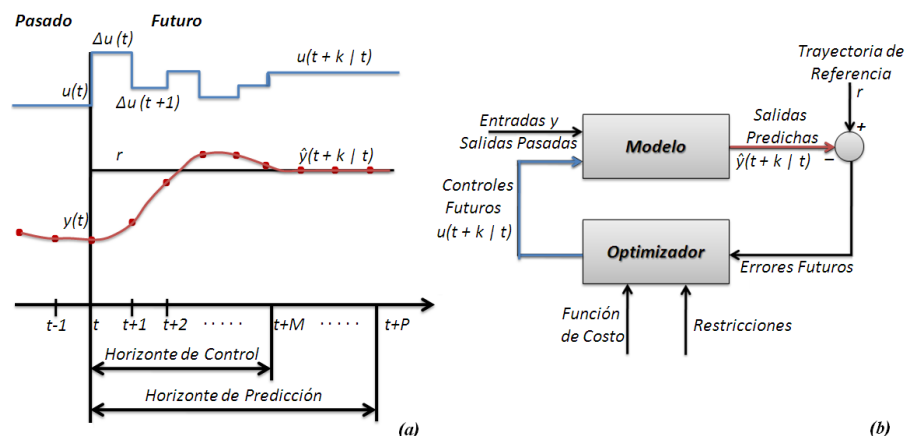 Pasado
Futuro
Δu (t)
u(t + k | t)
u(t)
Δu (t +1)
r
ŷ(t + k | t)
y(t)
t-1
t
t+1
t+2
. . . . .
t+M
. . . . .
t+P
Horizonte de Control
Horizonte de Predicción
(a)
Trayectoria de
Referencia
r
Entradas y
Salidas Pasadas
Modelo
Salidas
Predichas
ŷ(t + k | t)
+
−
Controles
Futuros
u(t + k | t)
Optimizador
Errores Futuros
Función
de Costo
Restricciones
(b)